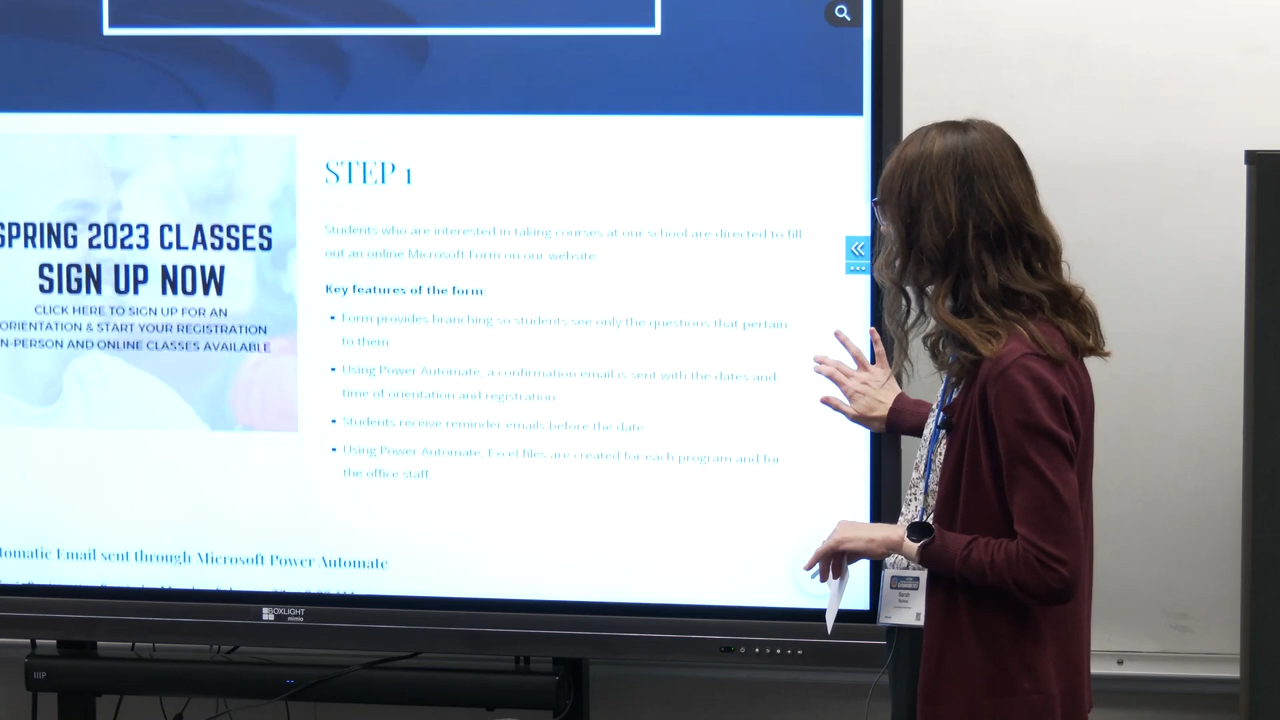 STEP 1
SPRING 2023 CLASSES
SIGN UP NOW
CLICK HERE TO SIGN UP FOR AN
ORIENTATION & START YOUR REGISTRATION
N-PERSON AND ONLINE CLASSES AVAILABLE
Students who are interested in taking courses at our school are directed to fill
out an online Microsoft Form on our website
Key features of the form
Form provides branching so students see only the questions that pertain
to them
Using Power Automate, a confirmation email is sent with the dates and
time of orientation and registration
Students receive reminder emails before the date
Using Power Automate, Excel files are created for each program and for
the office staff
tomatic Email sent through Microsoft Power Automate
BOXLIGHT
mimio
Sarah